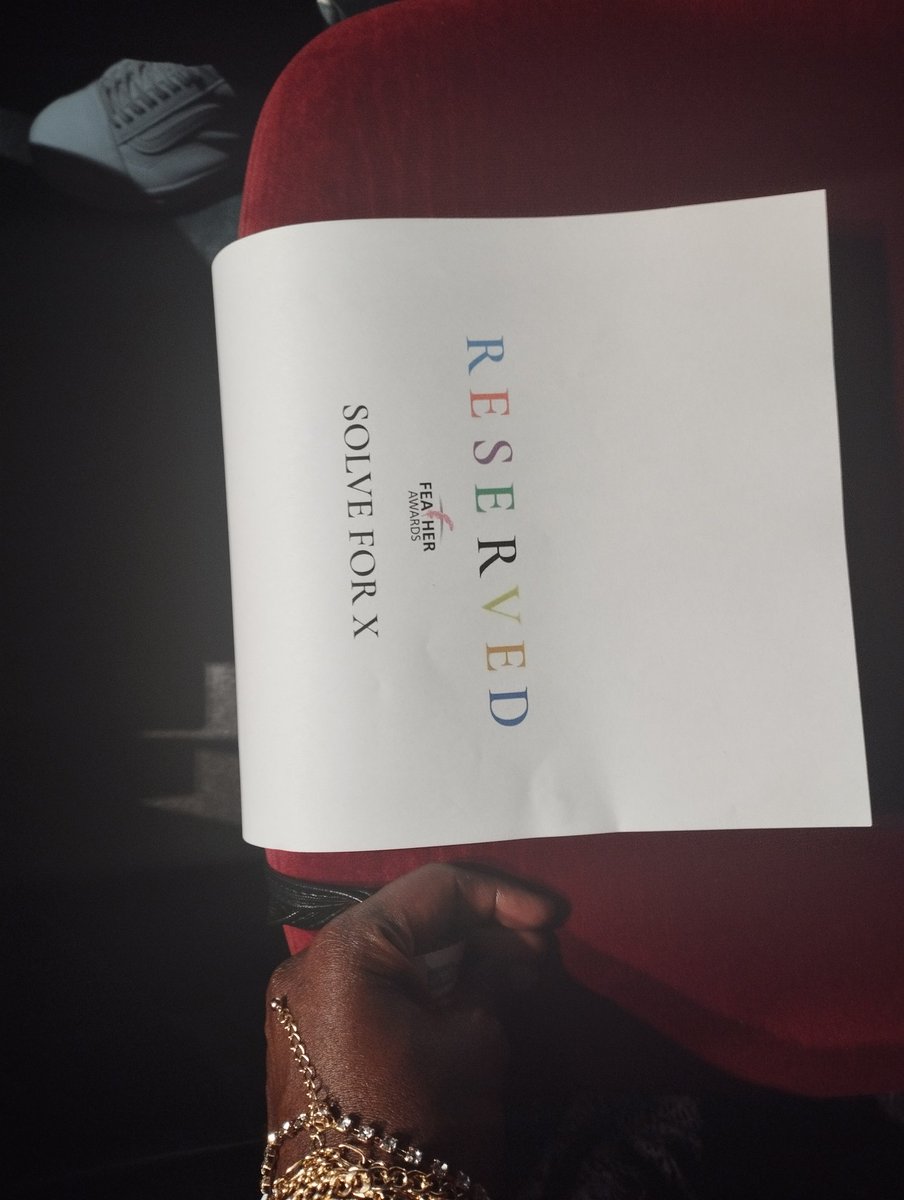 RESERVED
FEATHER
AWARDS
SOLVE FOR X